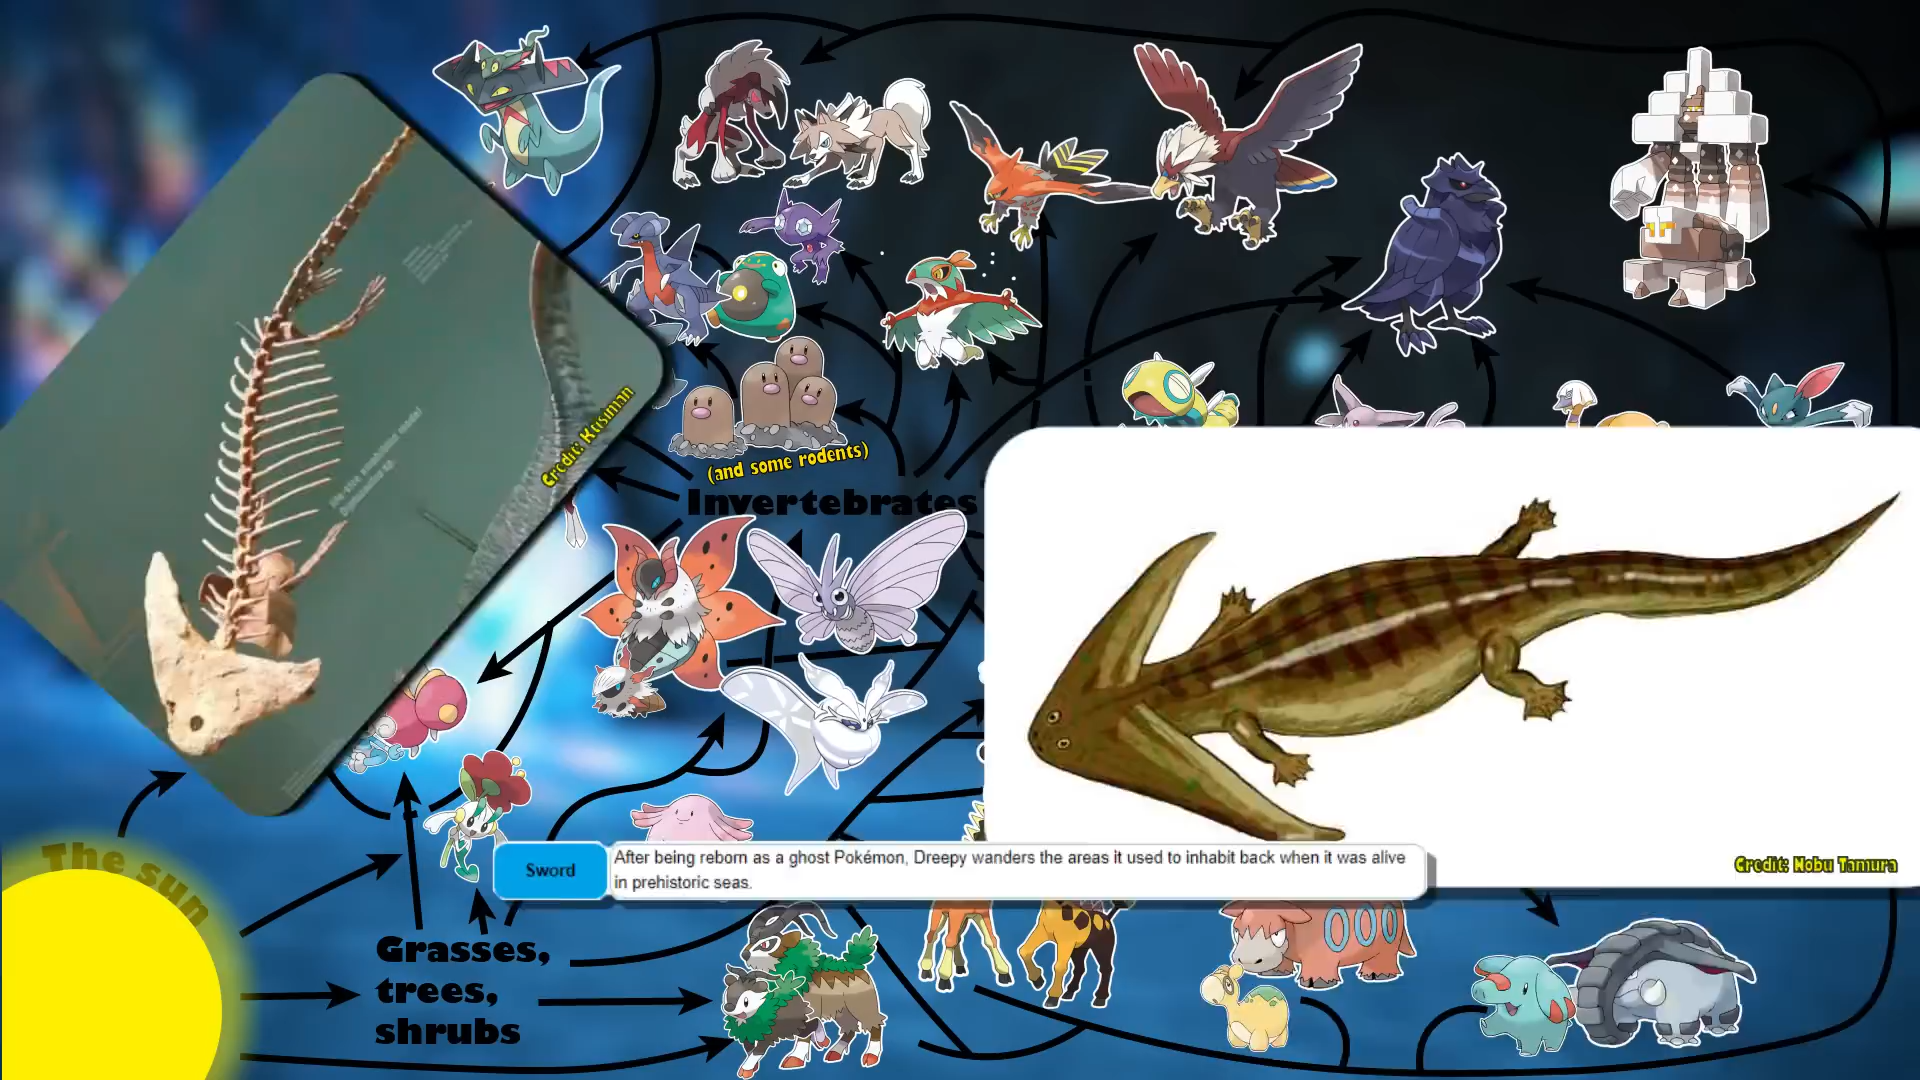 Credit: Kusiman
(and some rodents)
Invertebrates
The sun
Sword
After being reborn as a ghost Pokémon, Dreepy wanders the areas it used to inhabit back when it was alive
in prehistoric seas.
Credit: Nobu Tamura
Grasses,
trees,
shrubs